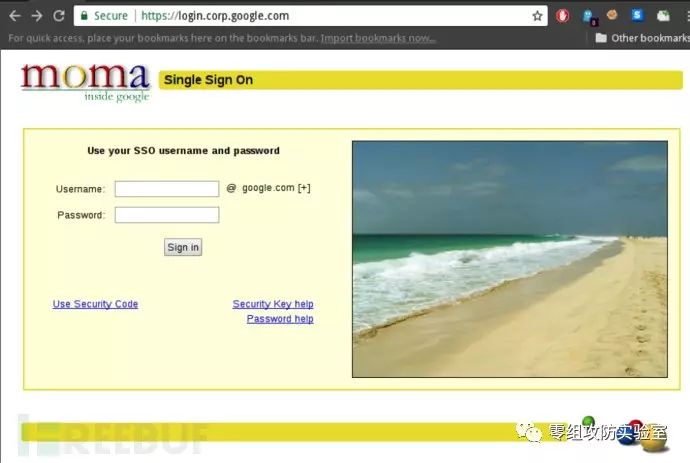 Secure https://login.corp.google.com
For quick access, place your bookmarks here on the bookmarks bar. Import bookmarks now...
Other bookmarks
moma
inside google
Single Sign On
Use your SSO username and password
Username:
@ google.com [+]
Password:
Sign in
Use Security Code
Security Key help
Password help
FREEBUF
零组攻防实验室